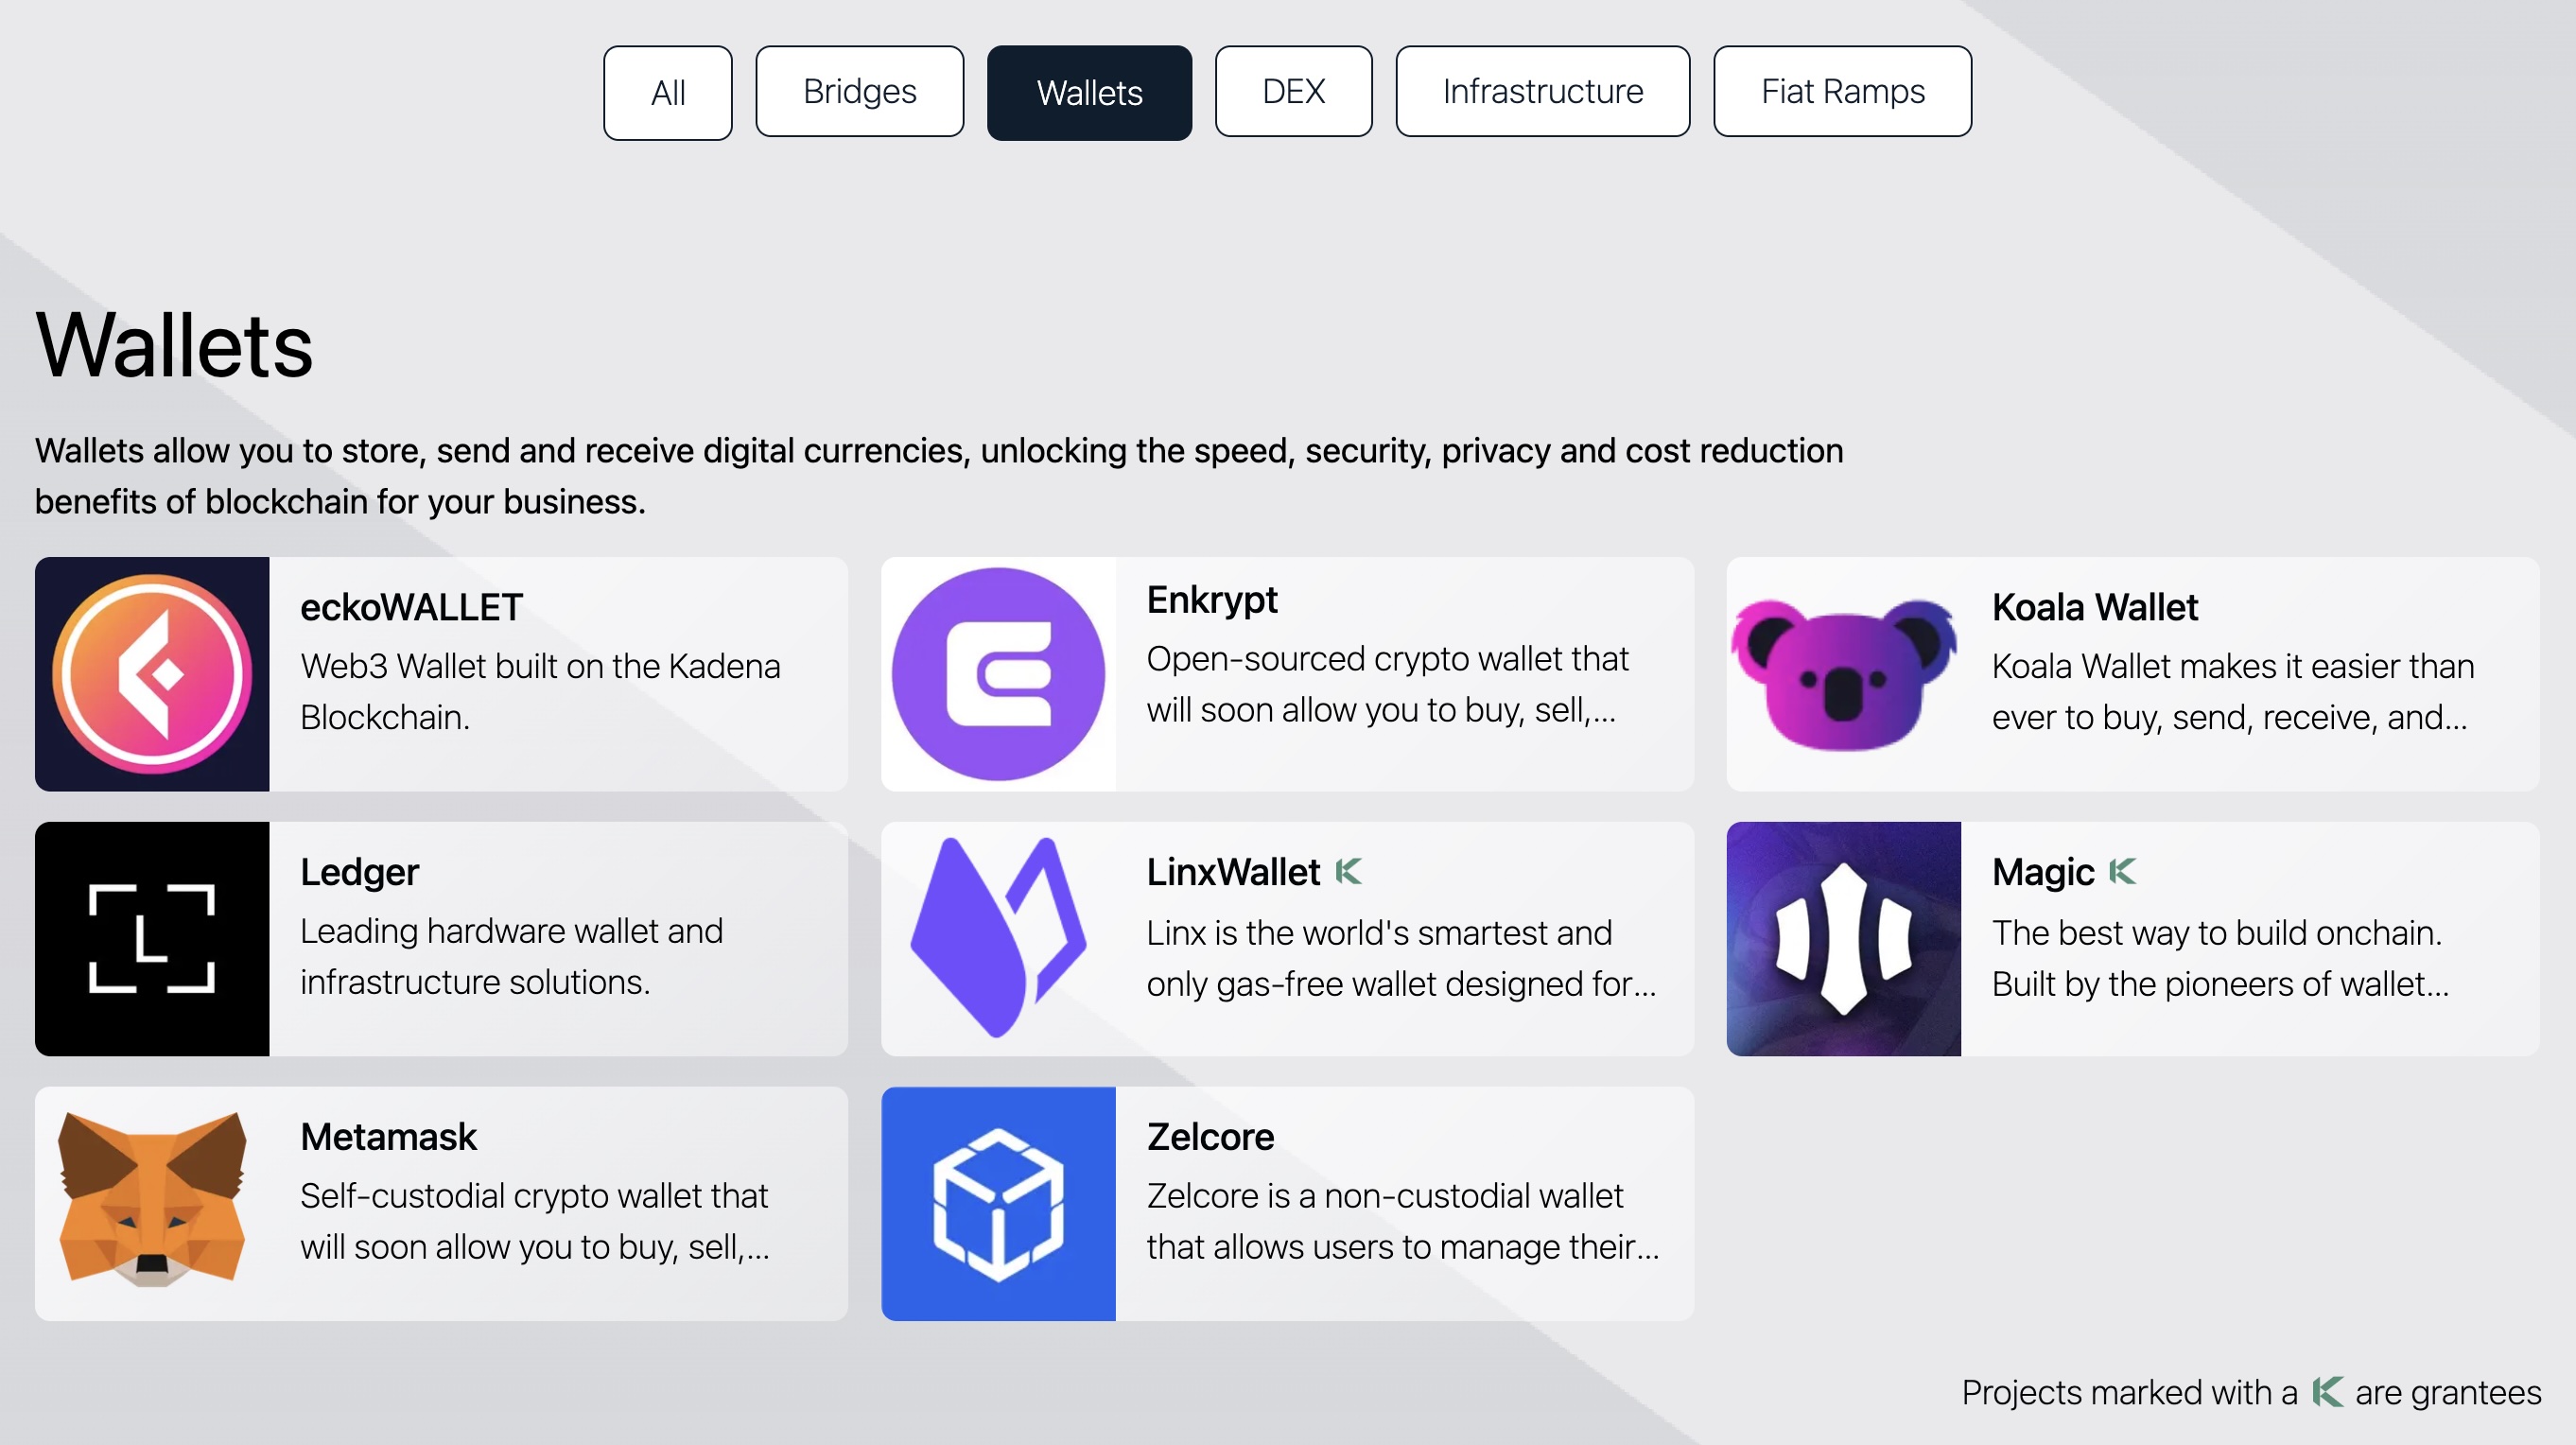 All
Bridges
Wallets
DEX
Infrastructure
Fiat Ramps
Wallets
Wallets allow you to store, send and receive digital currencies, unlocking the speed, security, privacy and cost reduction
benefits of blockchain for your business.
eckoWALLET
Web3 Wallet built on the Kadena
Blockchain.
Enkrypt
Open-sourced crypto wallet that
will soon allow you to buy, sell,...
Koala Wallet
Koala Wallet makes it easier than
ever to buy, send, receive, and...
Ledger
Leading hardware wallet and
infrastructure solutions.
LinxWallet K
Linx is the world's smartest and
only gas-free wallet designed for...
Magic K
The best way to build onchain.
Built by the pioneers of wallet...
Metamask
Self-custodial crypto wallet that
will soon allow you to buy, sell,...
Zelcore
Zelcore is a non-custodial wallet
that allows users to manage their...
Projects marked with a K are grantees